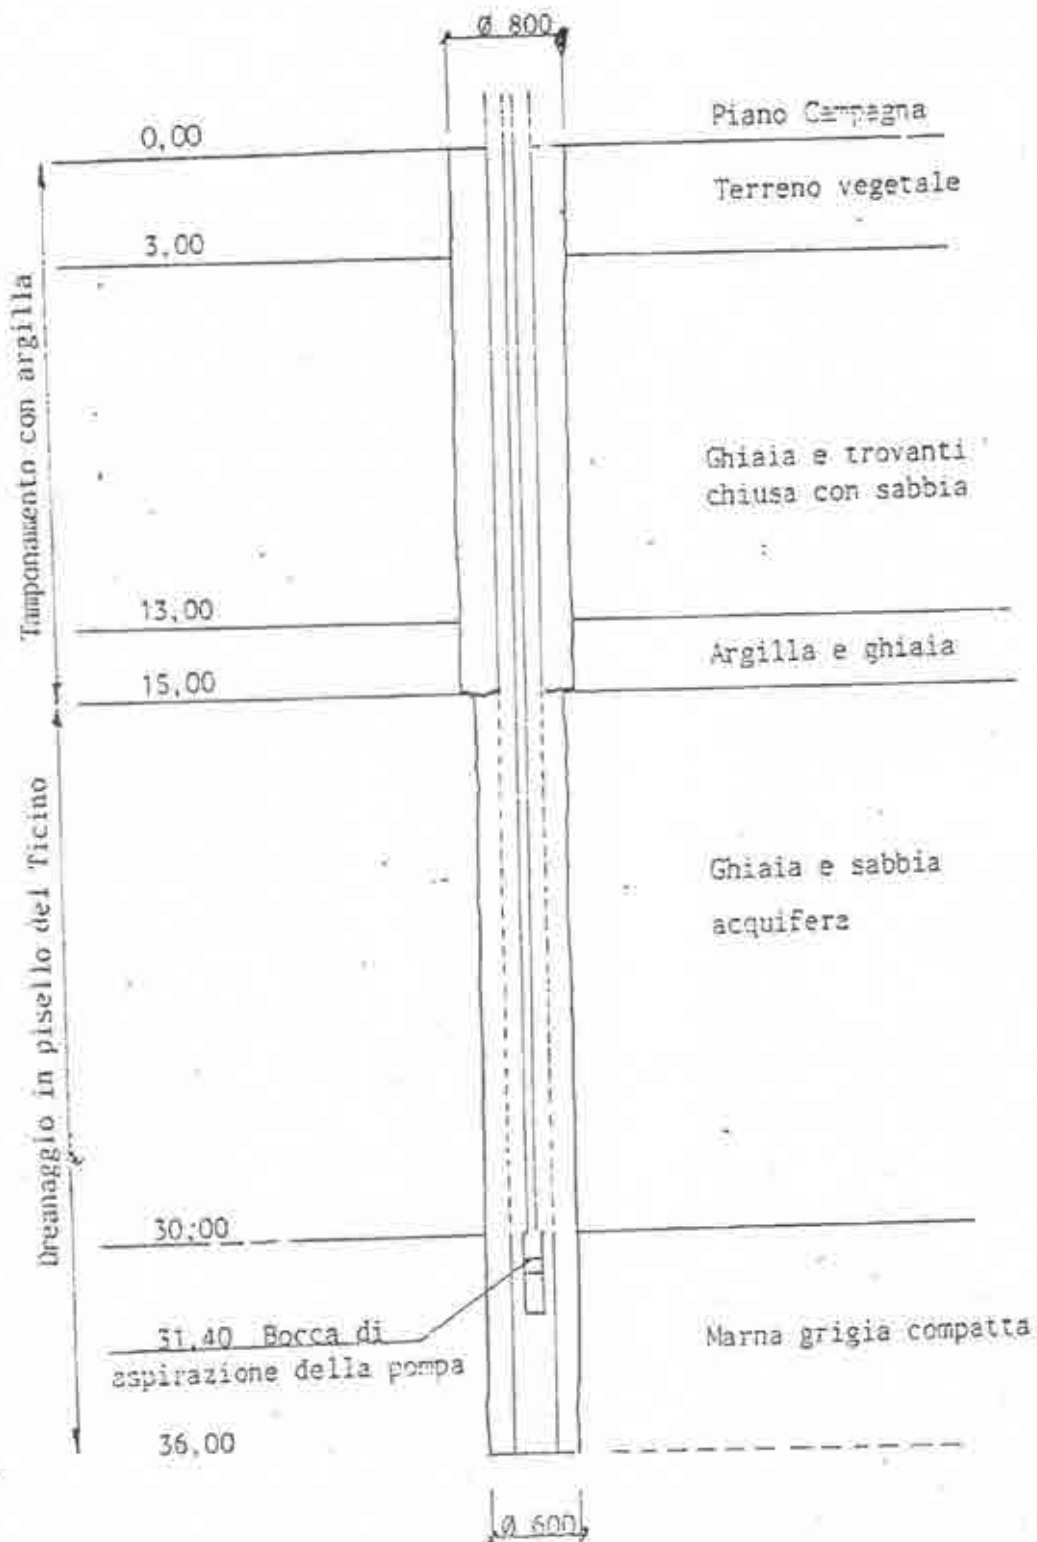 Ø 800
Piano Campagna
0,00
Terreno vegetale
3,00
Tamponamento con argilla
Ghiaia e trovanti
chiusa con sabbia
13,00
Argilla e ghiaia
15,00
Dreanaggio in pisello del Ticino
Ghiaia e sabbia
acquifera
30,00
31,40 Bocca di
aspirazione della pompa
Marna grigia compatta
36,00
Ø 600